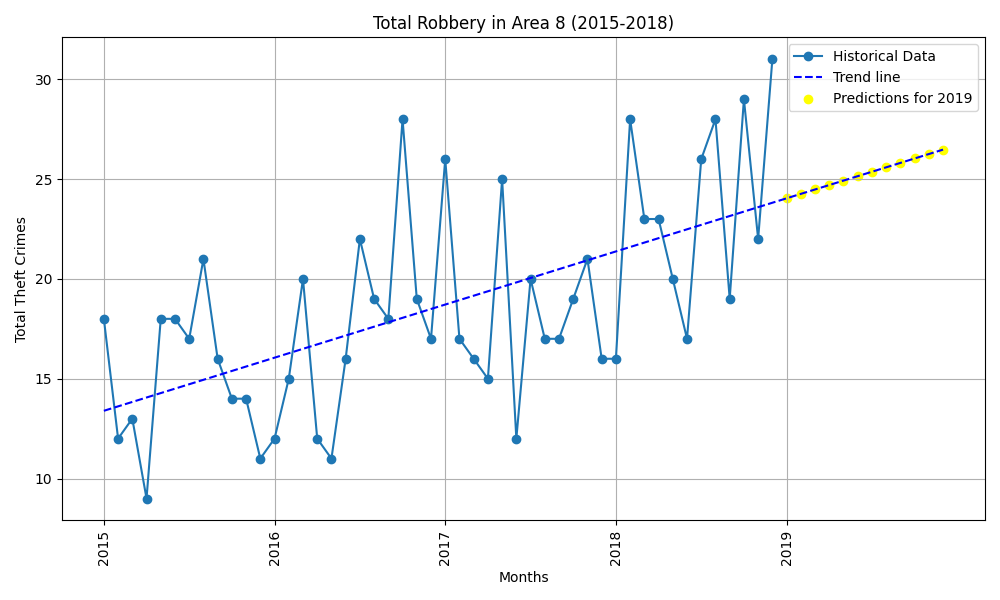 Total Robbery in Area 8 (2015-2018)
Historical Data
Trend line
Predictions for 2019
Total Theft Crimes
30
25
20
15
10
2015
2016
2017
2018
2019
Months